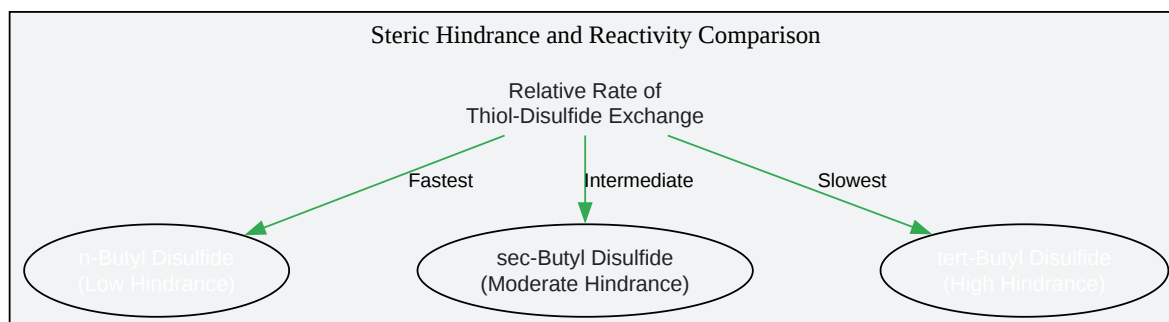 Steric Hindrance and Reactivity Comparison
Relative Rate of
Thiol-Disulfide Exchange
Fastest
Intermediate
Slowest
n-Butyl Disulfide
(Low Hindrance)
sec-Butyl Disulfide
(Moderate Hindrance)
tert-Butyl Disulfide
(High Hindrance)